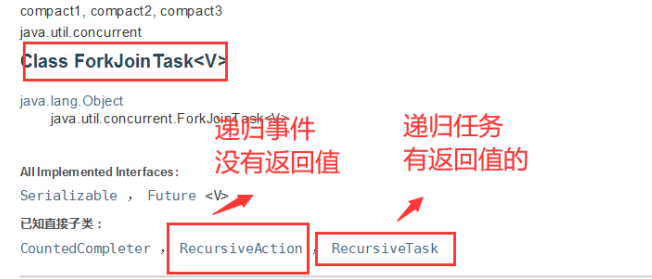 compact1, compact2, compact3
java.util.concurrent
Class ForkJoinTask<V>
java.lang.Object
java.util.concurrent.ForkJoinTask<V>
递归事件
没有返回值
递归任务
有返回值的
All Implemented Interfaces:
Serializable , Future <V>
已知直接子类：
CountedCompleter , RecursiveAction , RecursiveTask